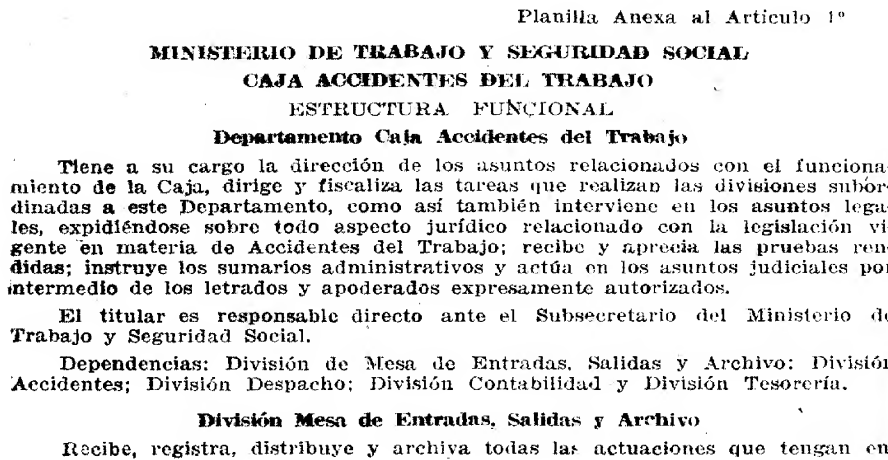 Planilla Anexa al Artículo 1º
MINISTERIO DE TRABAJO Y SEGURIDAD SOCIAL
CAJA ACCIDENTES DEL TRABAJO
ESTRUCTURA FUNCIONAL
Departamento Caja Accidentes del Trabajo
Tiene a su cargo la dirección de los asuntos relacionados con el funciona-
miento de la Caja, dirige y fiscaliza las tareas que realizan las divisiones subor-
dinadas a este Departamento, como así también interviene en los asuntos lega-
les, expidiéndose sobre todo aspecto jurídico relacionado con la legislación vi-
gente en materia de Accidentes del Trabajo; recibe y aprecia las pruebas ren-
didas; instruye los sumarios administrativos y actúa en los asuntos judiciales por
intermedio de los letrados y apoderados expresamente autorizados.
El titular es responsable directo ante el Subsecretario del Ministerio de
Trabajo y Seguridad Social.
Dependencias: División de Mesa de Entradas, Salidas y Archivo: División
Accidentes; División Despacho; División Contabilidad y División Tesorería.
División Mesa de Entradas, Salidas y Archivo
Recibe, registra, distribuye y archiva todas las actuaciones que tengan en